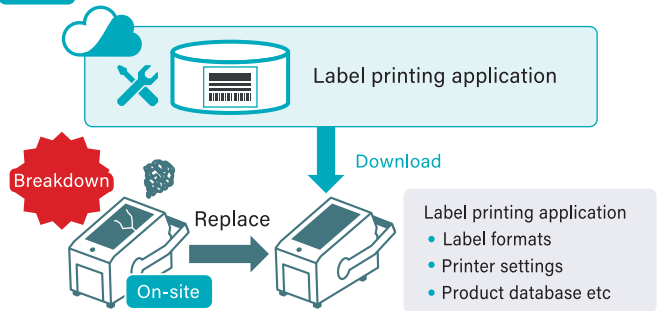 Label printing application
Download
Breakdown
Replace
On-site
Label printing application
• Label formats
• Printer settings
• Product database etc